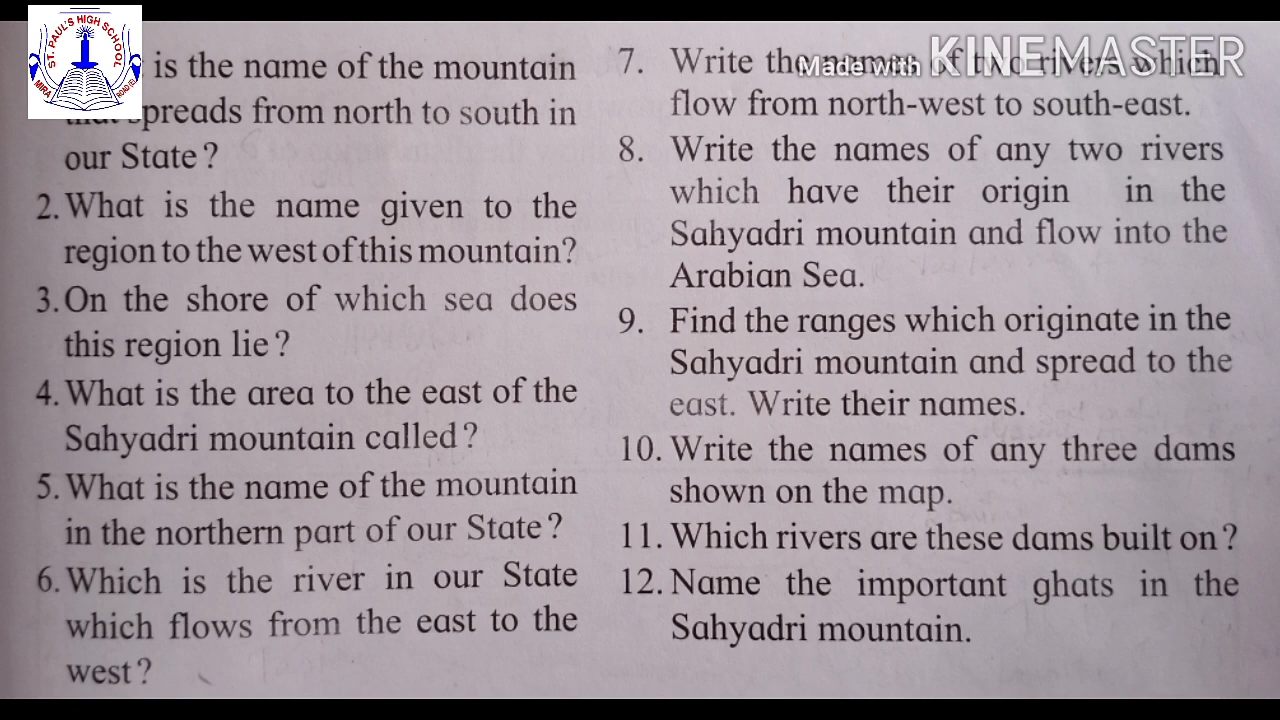 ST. PAUL'S HIGH SCHOOL
MIRA ROAD
Made with KINEMASTER
is the name of the mountain
that spreads from north to south in
our State?
2. What is the name given to the
region to the west of this mountain?
3. On the shore of which sea does
this region lie?
4. What is the area to the east of the
Sahyadri mountain called?
5. What is the name of the mountain
in the northern part of our State?
6. Which is the river in our State
which flows from the east to the
west?
7. Write the names of two rivers which
flow from north-west to south-east.
8. Write the names of any two rivers
which have their origin in the
Sahyadri mountain and flow into the
Arabian Sea.
9. Find the ranges which originate in the
Sahyadri mountain and spread to the
east. Write their names.
10. Write the names of any three dams
shown on the map.
11. Which rivers are these dams built on?
12. Name the important ghats in the
Sahyadri mountain.